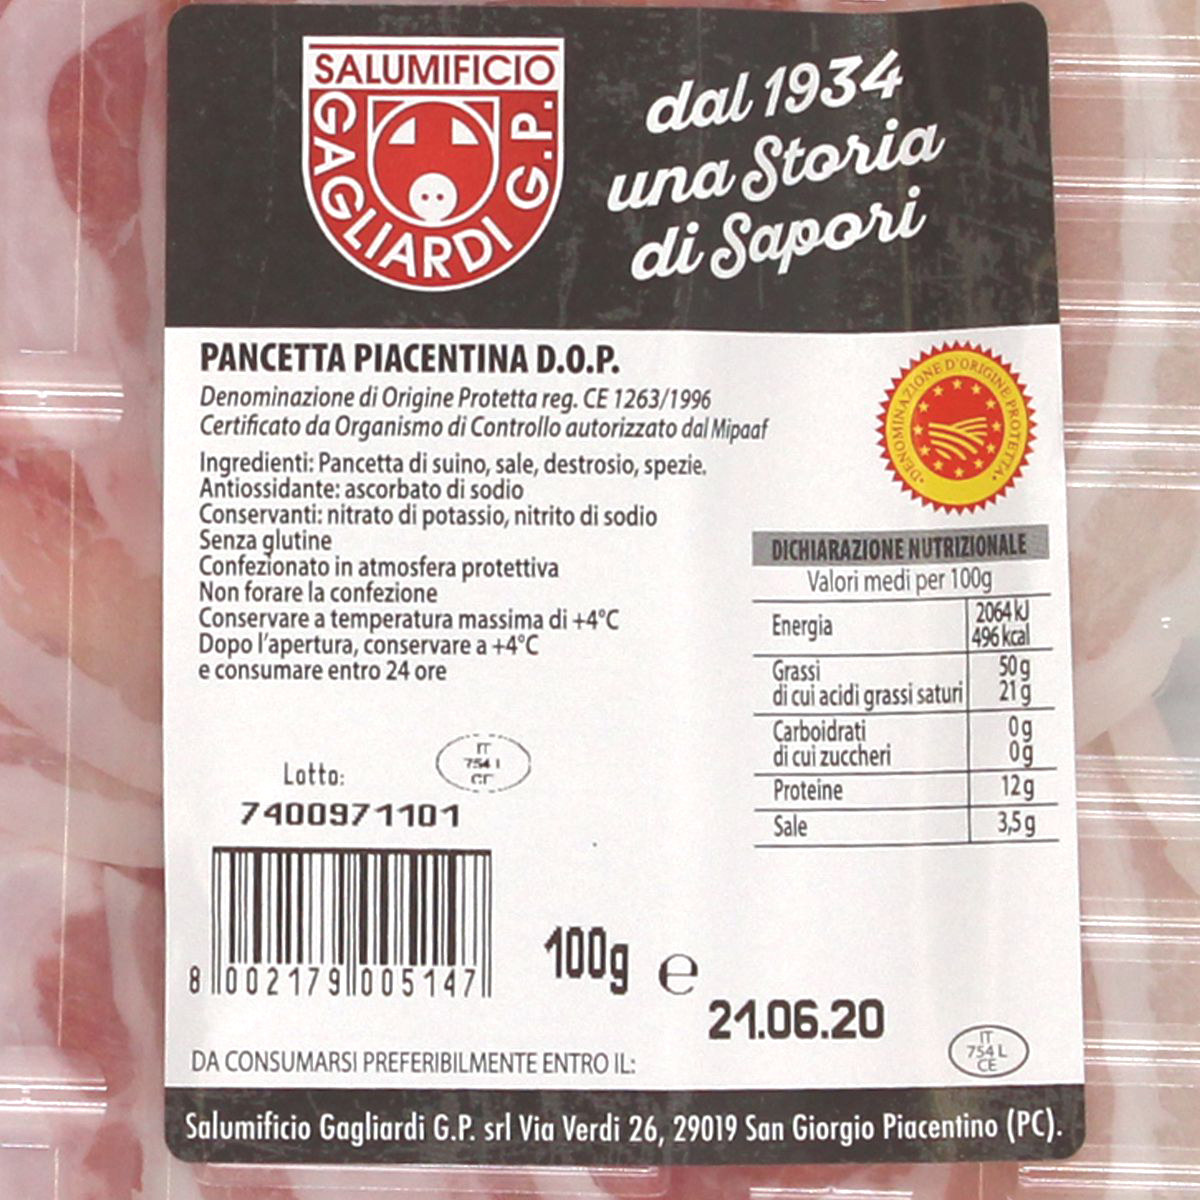 SALUMIFICIO
GAGLIARDI G.P.
dal 1934
una Storia
di Sapori
PANCETTA PIACENTINA D.O.P.
Denominazione di Origine Protetta reg. CE 1263/1996
Certificato da Organismo di Controllo autorizzato dal Mipaaf
Ingredienti: Pancetta di suino, sale, destrosio, spezie.
Antiossidante: ascorbato di sodio
Conservanti: nitrato di potassio, nitrito di sodio
Senza glutine
Confezionato in atmosfera protettiva
Non forare la confezione
Conservare a temperatura massima di +4°C
Dopo l'apertura, conservare a +4°C
e consumare entro 24 ore
DENOMINAZIONE D'ORIGINE PROTETTA
DICHIARAZIONE NUTRIZIONALE
Valori medi per 100g
Energia 2064 kJ
496 kcal
Grassi 50 g
di cui acidi grassi saturi 21 g
Carboidrati 0 g
di cui zuccheri 0 g
Proteine 12 g
Sale 3,5 g
IT
754 L
CE
Lotto:
7400971101
8 002179 005147
100g e
21.06.20
DA CONSUMARSI PREFERIBILMENTE ENTRO IL:
IT
754 L
CE
Salumificio Gagliardi G.P. srl Via Verdi 26, 29019 San Giorgio Piacentino (PC).